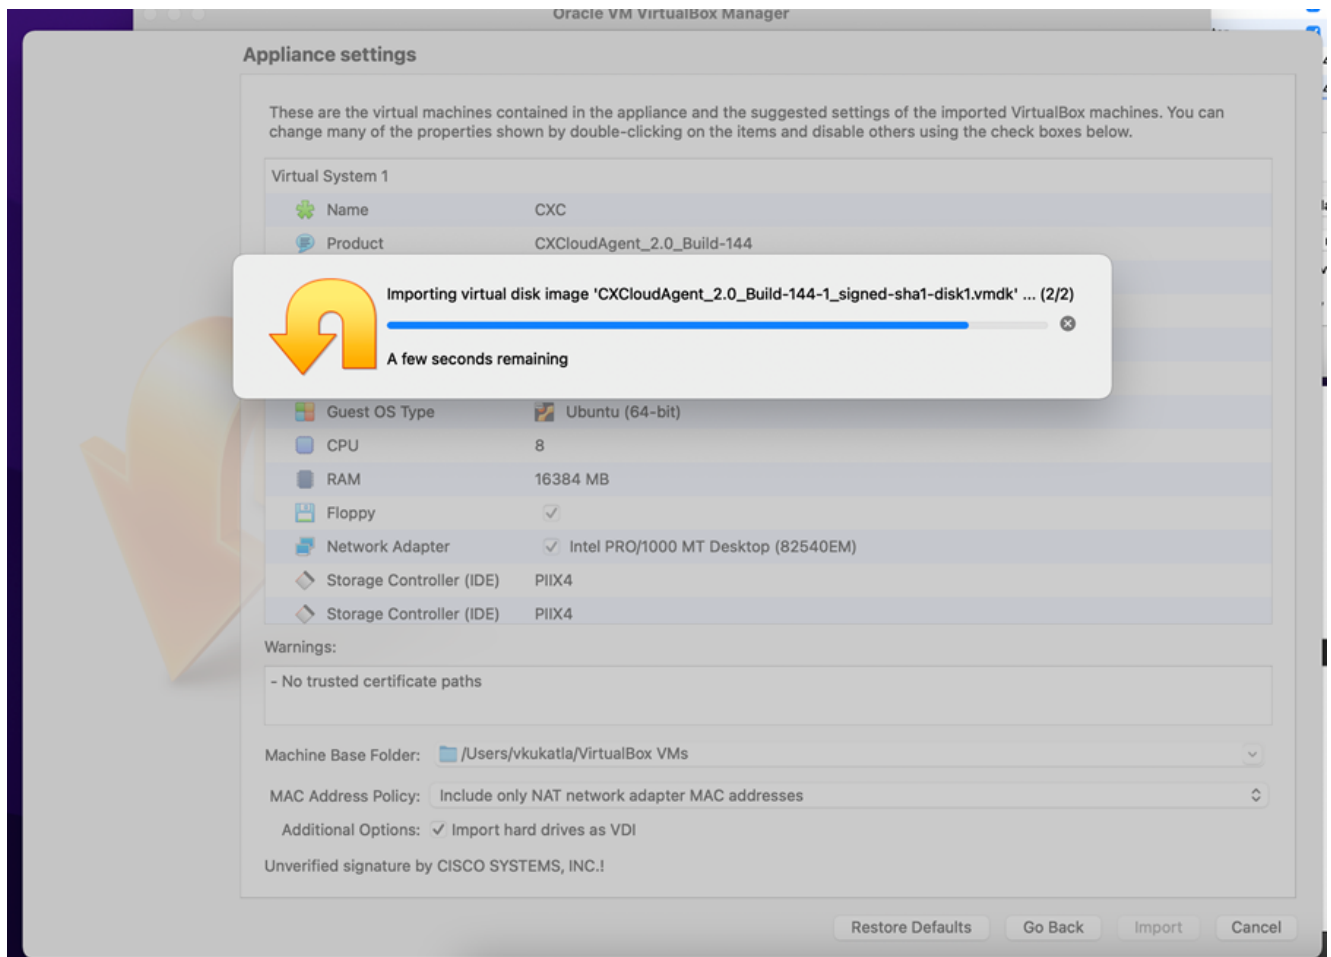 Oracle VM VirtualBox Manager
Appliance settings
These are the virtual machines contained in the appliance and the suggested settings of the imported VirtualBox machines. You can
change many of the properties shown by double-clicking on the items and disable others using the check boxes below.
Virtual System 1
Name CXC
Product CXCloudAgent_2.0_Build-144
Importing virtual disk image 'CXCloudAgent_2.0_Build-144-1_signed-sha1-disk1.vmdk' ... (2/2)
A few seconds remaining
Guest OS Type Ubuntu (64-bit)
CPU 8
RAM 16384 MB
Floppy
Network Adapter Intel PRO/1000 MT Desktop (82540EM)
Storage Controller (IDE) PIIX4
Storage Controller (IDE) PIIX4
Warnings:
- No trusted certificate paths
Machine Base Folder: /Users/vkukatla/VirtualBox VMs
MAC Address Policy: Include only NAT network adapter MAC addresses
Additional Options: Import hard drives as VDI
Unverified signature by CISCO SYSTEMS, INC.!
Restore Defaults Go Back Import Cancel